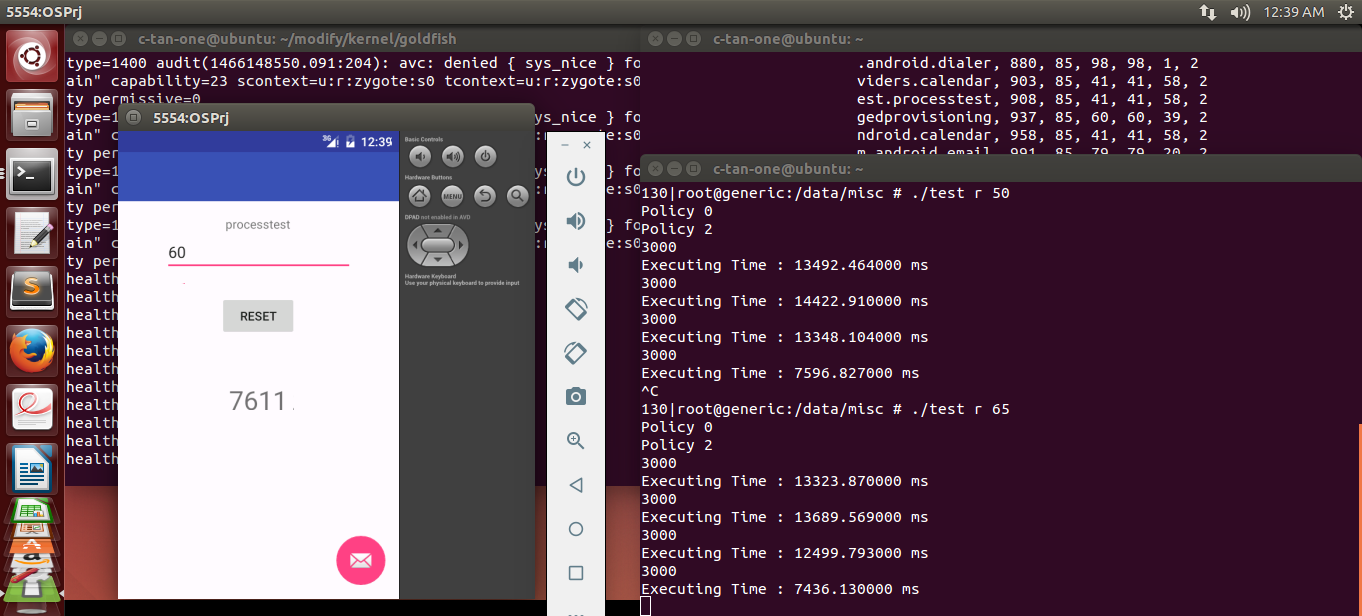 5554:OSPrj
12:39 AM
c-tan-one@ubuntu: ~/modify/kernel/goldfish
type=1400 audit(1466148550.091:204): avc: denied { sys_nice } fo
ain" capability=23 scontext=u:r:zygote:s0 tcontext=u:r:zygote:s0
ty permissive=0
type=1
sys_nice } fo
ain" c
ty per
type=1
} fo
ain" c
ty per
type=1
} fo
ain" c
ty per
health
health
health
health
health
health
health
health
health
health
health
5554:OSPrj
3G
12:39
processtest
60
RESET
7611
Basic Controls
Hardware Buttons
MENU
DPAD not enabled in AVD
Hardware Keyboard
Use your physical keyboard to provide input
c-tan-one@ubuntu: ~
.android.dialer, 880, 85, 98, 98, 1, 2
viders.calendar, 903, 85, 41, 41, 58, 2
est.processtest, 908, 85, 41, 41, 58, 2
gedprovisioning, 937, 85, 60, 60, 39, 2
ndroid.calendar, 958, 85, 41, 41, 58, 2
m.android.email, 991, 85, 79, 79, 20, 2
c-tan-one@ubuntu: ~
130|root@generic:/data/misc # ./test r 50
Policy 0
Policy 2
3000
Executing Time : 13492.464000 ms
3000
Executing Time : 14422.910000 ms
3000
Executing Time : 13348.104000 ms
3000
Executing Time : 7596.827000 ms
^C
130|root@generic:/data/misc # ./test r 65
Policy 0
Policy 2
3000
Executing Time : 13323.870000 ms
3000
Executing Time : 13689.569000 ms
3000
Executing Time : 12499.793000 ms
3000
Executing Time : 7436.130000 ms